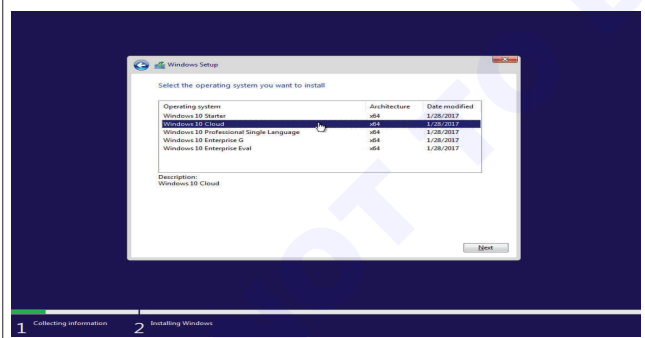 Windows Setup
Select the operating system you want to install
Operating system Architecture Date modified
Windows 10 Starter x64 1/28/2017
Windows 10 Cloud x64 1/28/2017
Windows 10 Professional Single Language x64 1/28/2017
Windows 10 Enterprise G x64 1/28/2017
Windows 10 Enterprise Eval x64 1/28/2017
Description:
Windows 10 Cloud
Next
1 Collecting information 2 Installing Windows